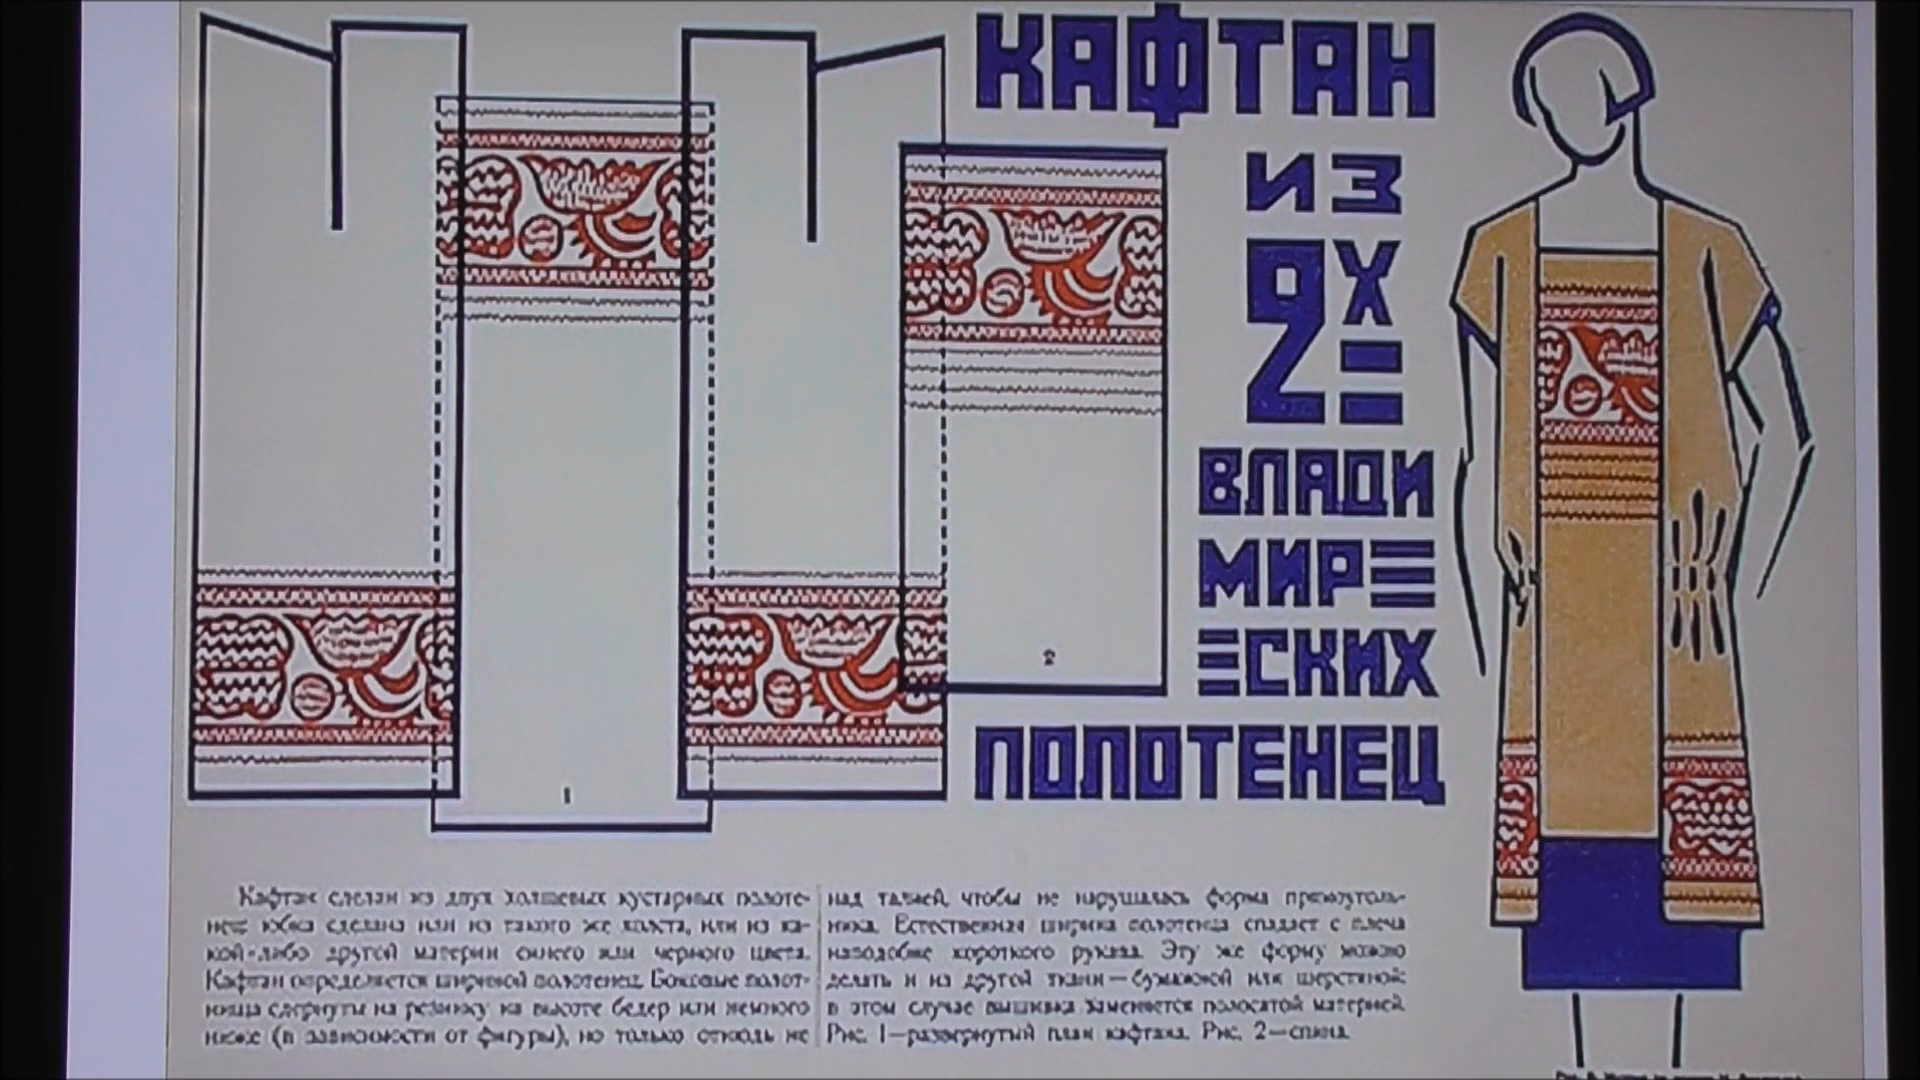 КАФТАН
ИЗ
2Х=
ВЛАДИ
МИР
ЕСКИХ
ПОЛОТЕНЕЦ
1
2
Кафтан сделан из двух холщевых кустарных полоте-
нец; юбка сделана или из такого же холста, или из ка-
кой-либо другой материи синего или черного цвета.
Кафтан определяется шириной полотенец. Боковые полот-
нища сдернуты на резинку на высоте бедер или немного
ниже (в зависимости от фигуры), но только отнюдь не
над талией, чтобы не нарушалась форма прямоуголь-
ника. Естественная ширина полотенца спадает с плеча
наподобие короткого рукава. Эту же форму можно
делать и из другой ткани—бумажной или шерстяной;
в этом случае вышивка заменяется полосатой материей.
Рис. 1—развернутый план кафтана. Рис. 2—спина.